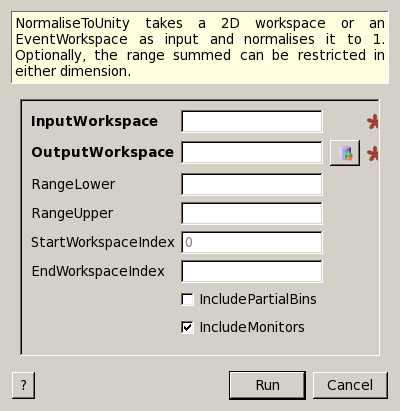 NormaliseToUnity takes a 2D workspace or an
EventWorkspace as input and normalises it to 1.
Optionally, the range summed can be restricted in
either dimension.
InputWorkspace
OutputWorkspace
RangeLower
RangeUpper
StartWorkspaceIndex 0
EndWorkspaceIndex
IncludePartialBins
IncludeMonitors
? Run Cancel